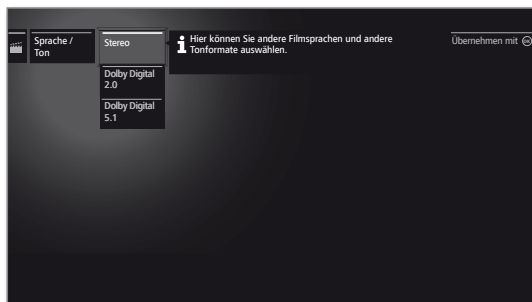 Sprache /
Ton
Stereo
Dolby Digital
2.0
Dolby Digital
5.1
i Hier können Sie andere Filmsprachen und andere
Tonformate auswählen.
Übernehmen mit OK